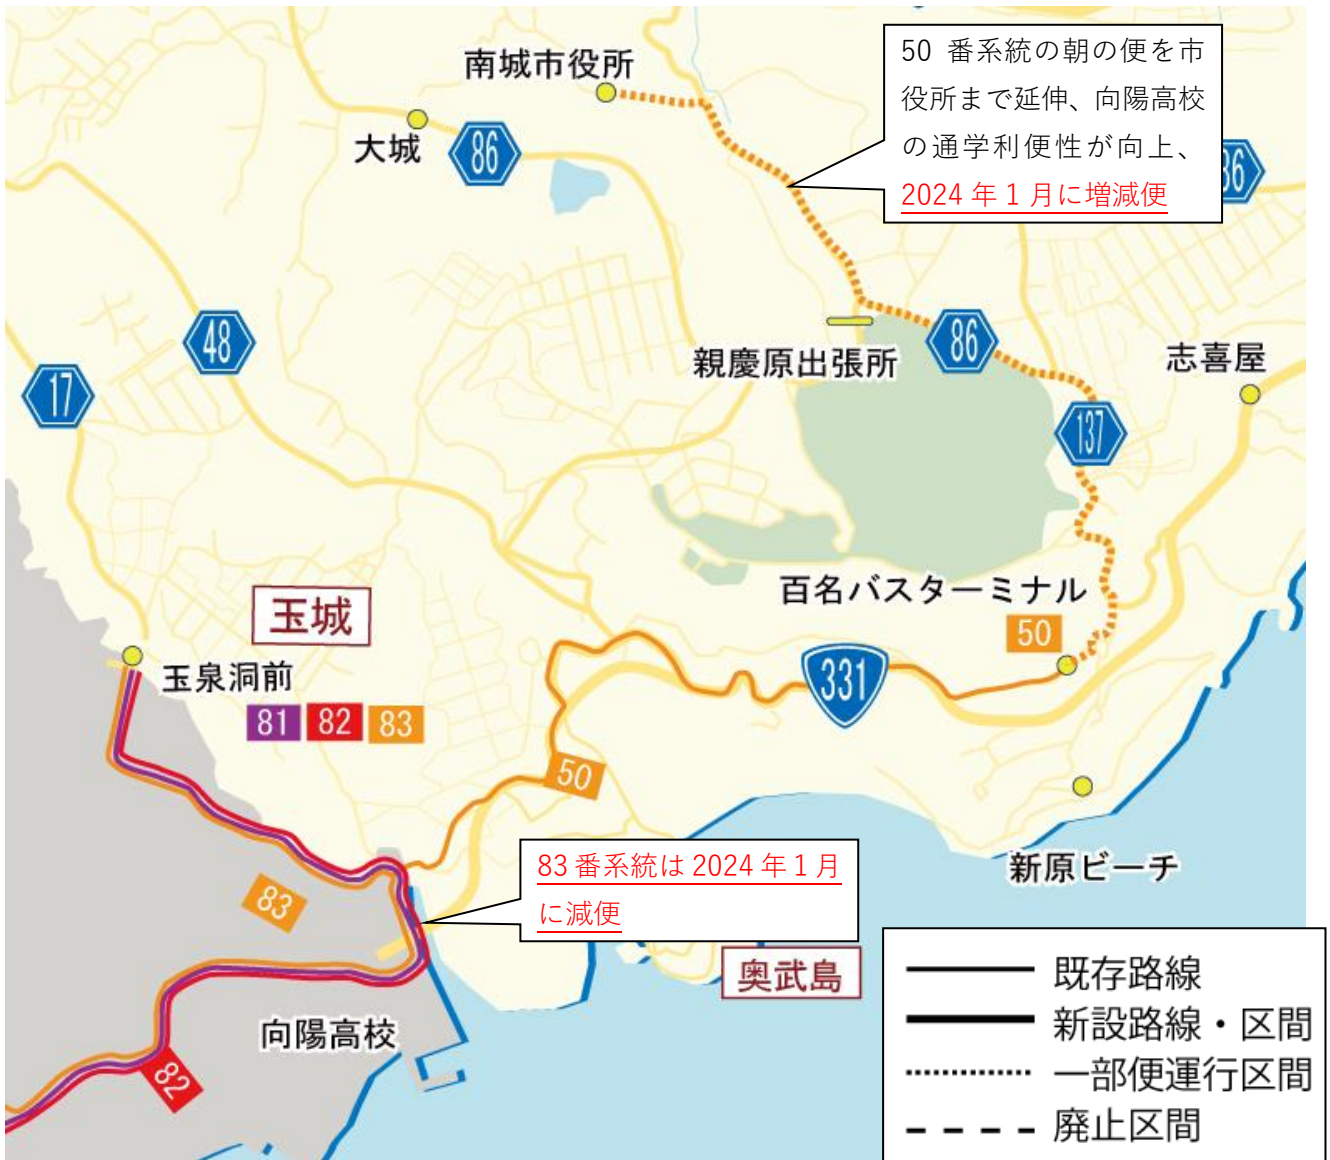 南城市役所
50 番系統の朝の便を市
役所まで延伸、向陽高校
の通学利便性が向上、
2024 年 1 月に増減便
大城
86
86
48
親慶原出張所
86
志喜屋
17
137
百名バスターミナル
50
玉城
玉泉洞前
81 82 83
331
50
83 番系統は 2024 年 1 月
に減便
新原ビーチ
83
奥武島
向陽高校
82
既存路線
新設路線・区間
一部便運行区間
廃止区間